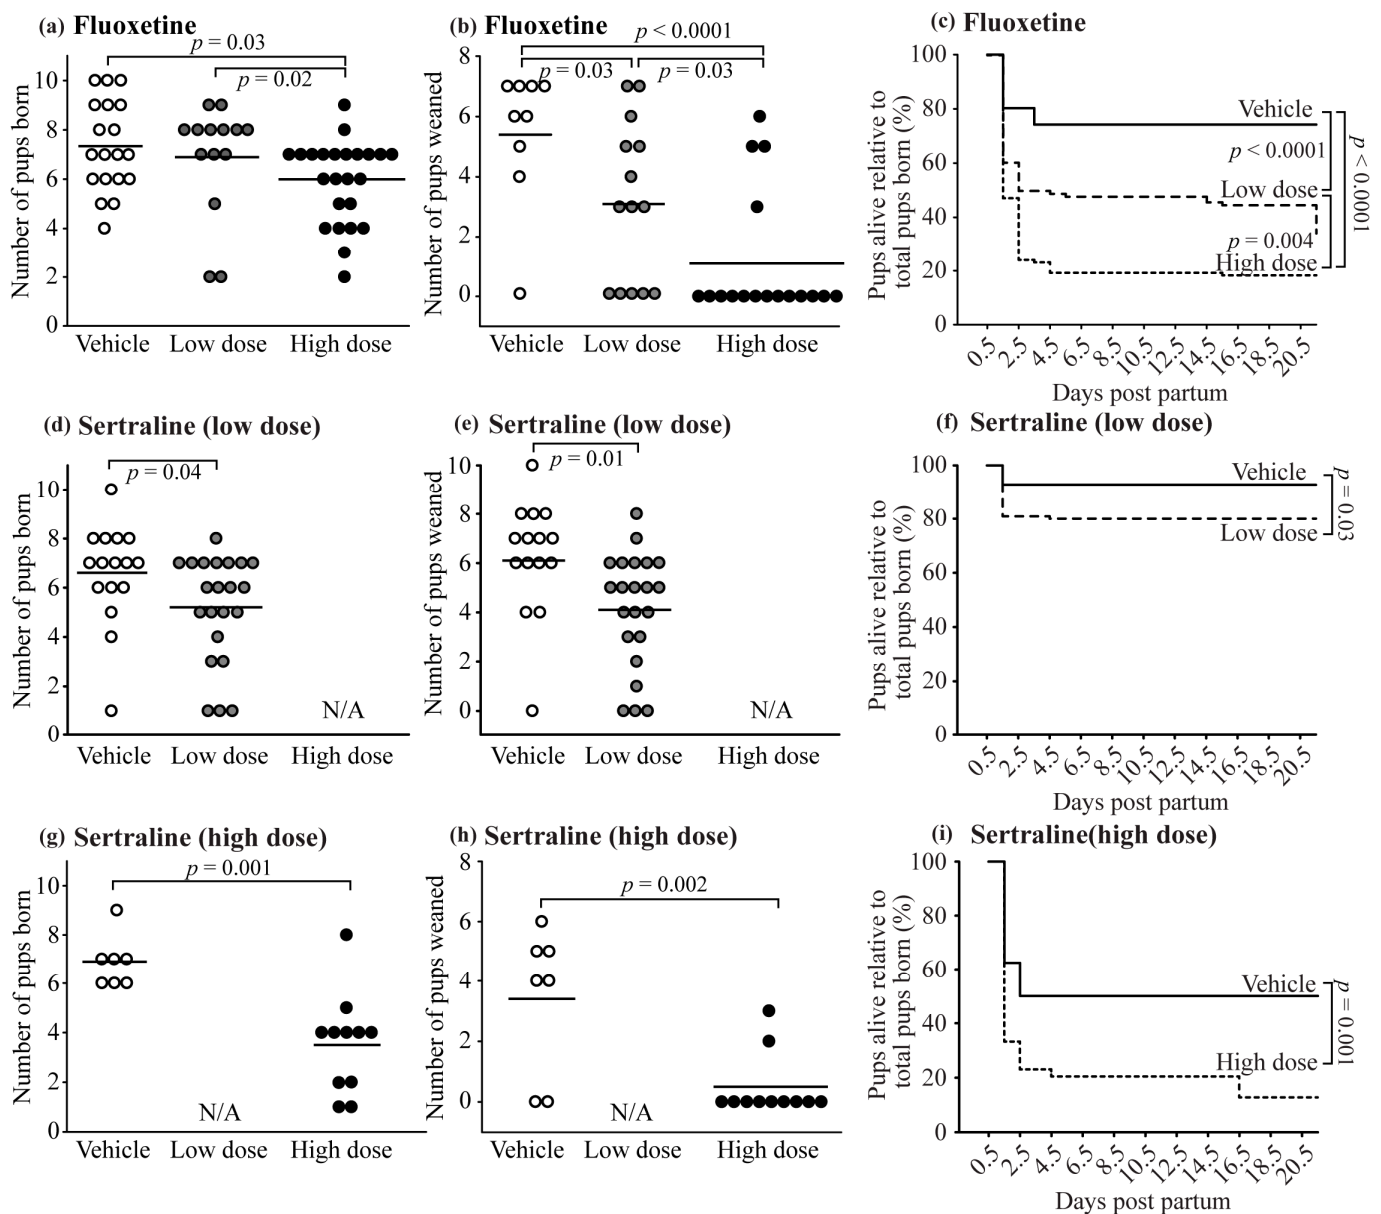 (a) Fluoxetine
p = 0.03
p = 0.02
Number of pups born
10
8
6
4
2
0
Vehicle Low dose High dose
(b) Fluoxetine
p < 0.0001
p = 0.03 p = 0.03
Number of pups weaned
8
6
4
2
0
Vehicle Low dose High dose
(c) Fluoxetine
Pups alive relative to
total pups born (%)
100
80
60
40
20
0
Vehicle
p < 0.0001
Low dose
p = 0.004
High dose
p < 0.0001
0.5 2.5 4.5 6.5 8.5 10.5 12.5 14.5 16.5 18.5 20.5
Days post partum
(d) Sertraline (low dose)
p = 0.04
Number of pups born
10
8
6
4
2
0
N/A
Vehicle Low dose High dose
(e) Sertraline (low dose)
p = 0.01
Number of pups weaned
10
8
6
4
2
0
N/A
Vehicle Low dose High dose
(f) Sertraline (low dose)
Pups alive relative to
total pups born (%)
100
80
60
40
20
0
Vehicle
Low dose
p = 0.03
0.5 2.5 4.5 6.5 8.5 10.5 12.5 14.5 16.5 18.5 20.5
Days post partum
(g) Sertraline (high dose)
p = 0.001
Number of pups born
10
8
6
4
2
0
N/A
Vehicle Low dose High dose
(h) Sertraline (high dose)
p = 0.002
Number of pups weaned
8
6
4
2
0
N/A
Vehicle Low dose High dose
(i) Sertraline(high dose)
Pups alive relative to
total pups born (%)
100
80
60
40
20
0
Vehicle
High dose
p = 0.001
0.5 2.5 4.5 6.5 8.5 10.5 12.5 14.5 16.5 18.5 20.5
Days post partum